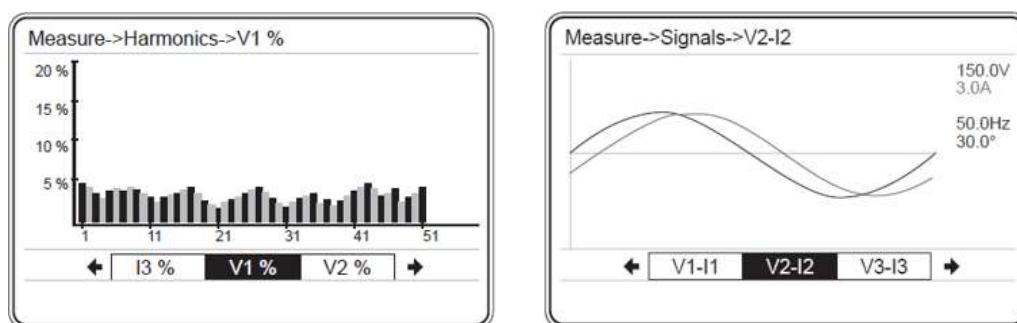 Measure->Harmonics->V1 %
20 %
15 %
10 %
5 %
1 11 21 31 41 51
I3 % V1 % V2 %
Measure->Signals->V2-I2
150.0V
3.0A
50.0Hz
30.0°
V1-I1 V2-I2 V3-I3